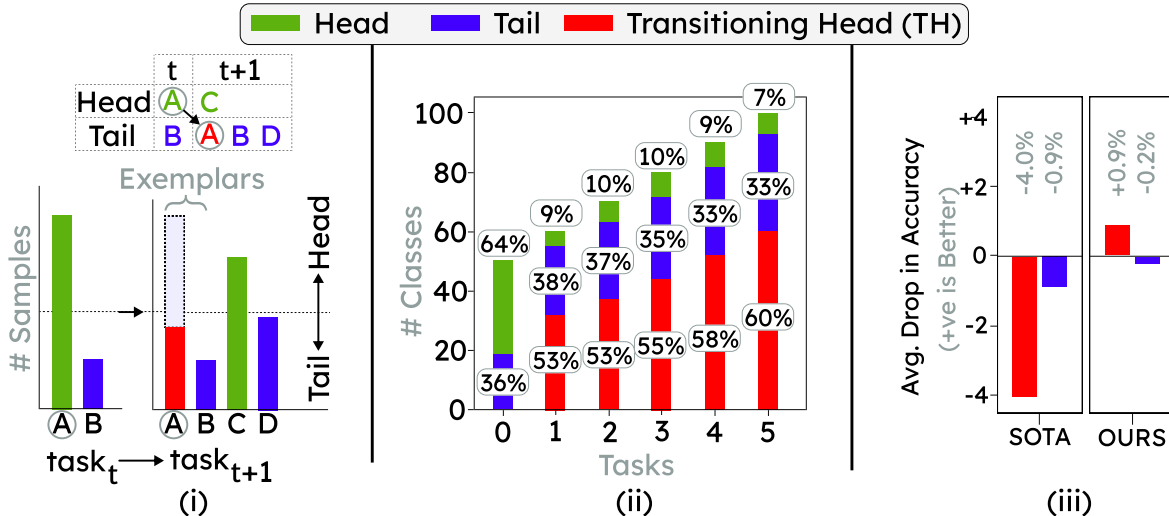 Head Tail Transitioning Head (TH)
t t+1
Head A C
Tail B A B D
Exemplars
# Samples
Tail Head
A B A B C D
task_t task_{t+1}
(i)
# Classes
100
80
60
40
20
0
64%
36%
9%
38%
53%
10%
37%
53%
10%
35%
55%
9%
33%
58%
7%
33%
60%
0 1 2 3 4 5
Tasks
(ii)
Avg. Drop in Accuracy
(+ve is Better)
+4
+2
0
-2
-4
-4.0%
-0.9%
+0.9%
-0.2%
SOTA OURS
(iii)